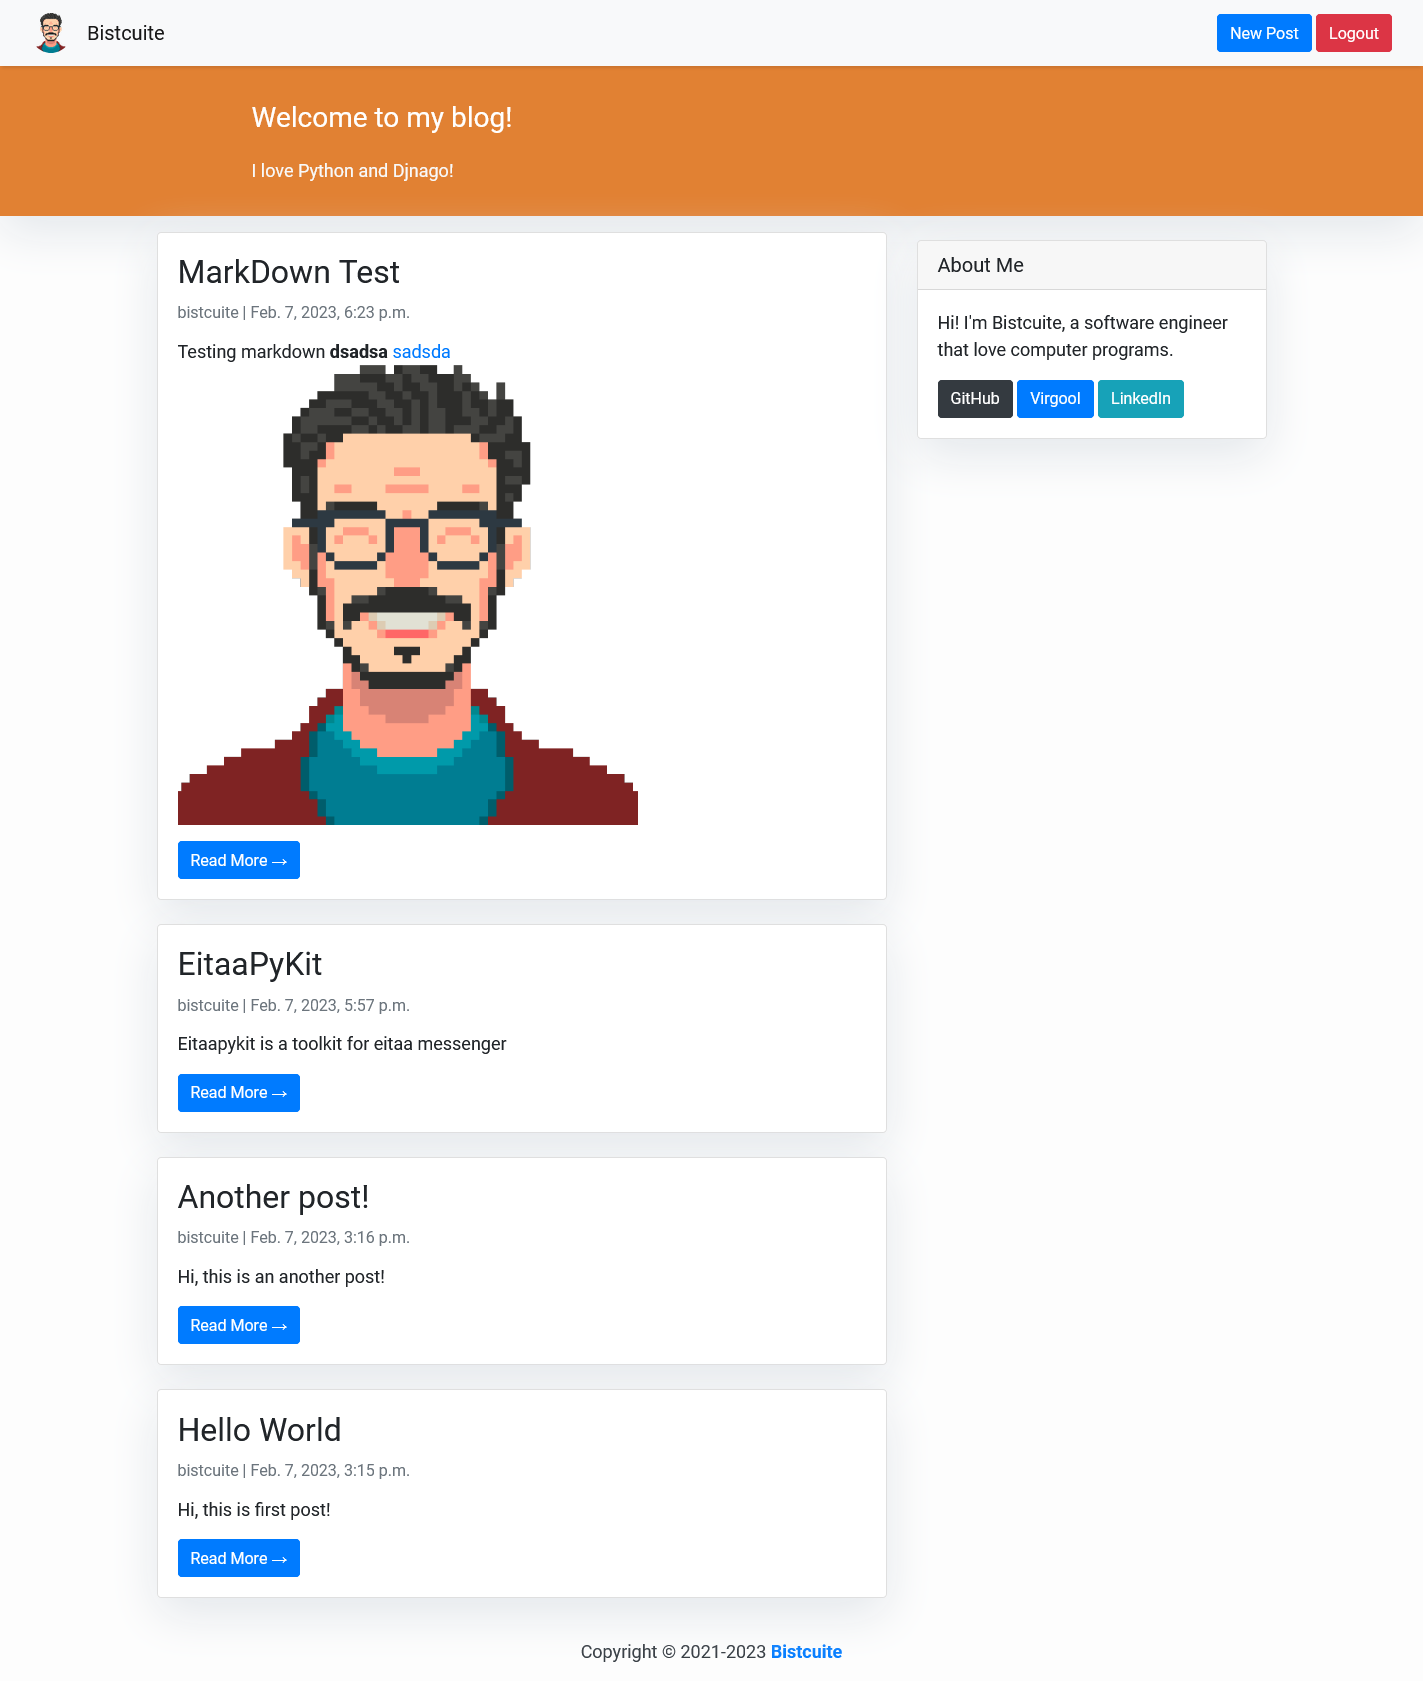 Bistcuite
New Post
Logout
Welcome to my blog!
I love Python and Djnago!
MarkDown Test
bistcuite | Feb. 7, 2023, 6:23 p.m.
Testing markdown dsadsa sadsda
Read More →
EitaaPyKit
bistcuite | Feb. 7, 2023, 5:57 p.m.
Eitaapykit is a toolkit for eitaa messenger
Read More →
Another post!
bistcuite | Feb. 7, 2023, 3:16 p.m.
Hi, this is an another post!
Read More →
Hello World
bistcuite | Feb. 7, 2023, 3:15 p.m.
Hi, this is first post!
Read More →
About Me
Hi! I'm Bistcuite, a software engineer
that love computer programs.
GitHub
Virgool
LinkedIn
Copyright © 2021-2023 Bistcuite